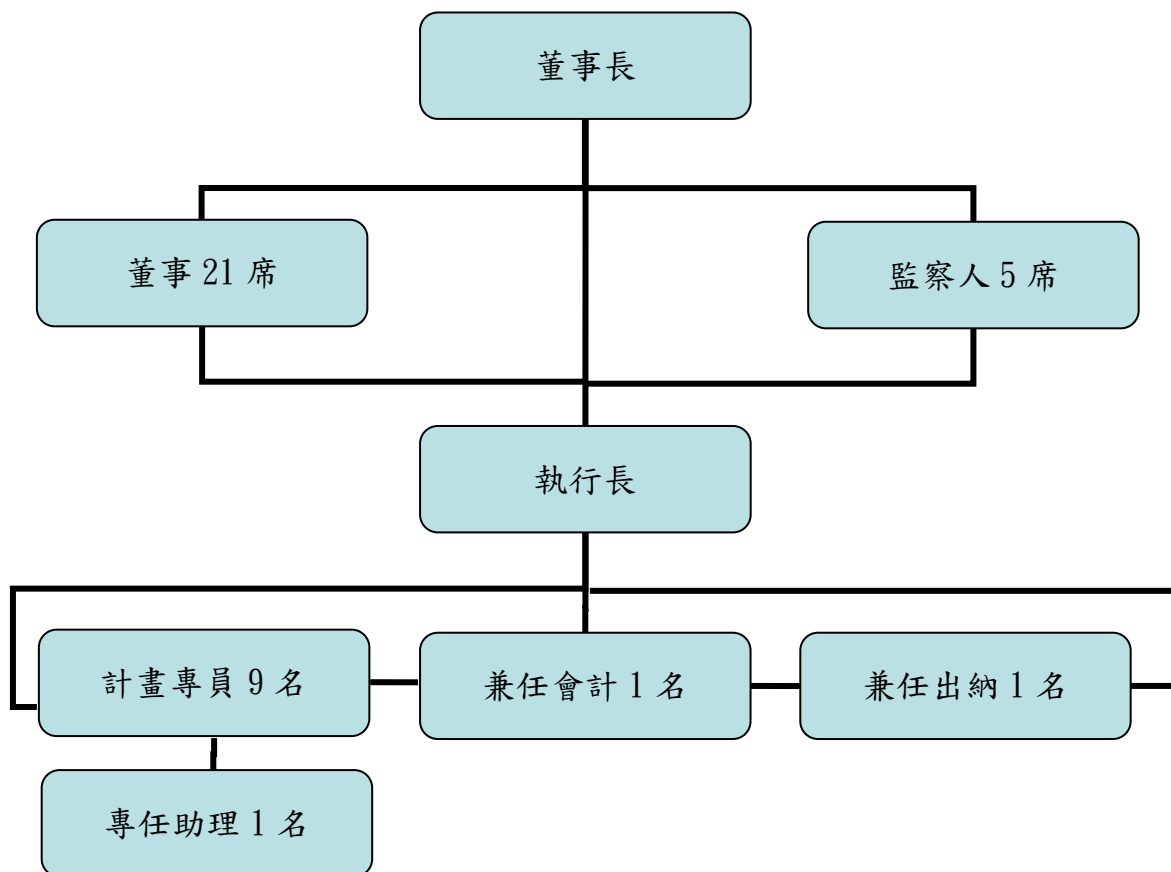 董事長
董事 21 席
監察人 5 席
執行長
計畫專員 9 名
兼任會計 1 名
兼任出納 1 名
專任助理 1 名